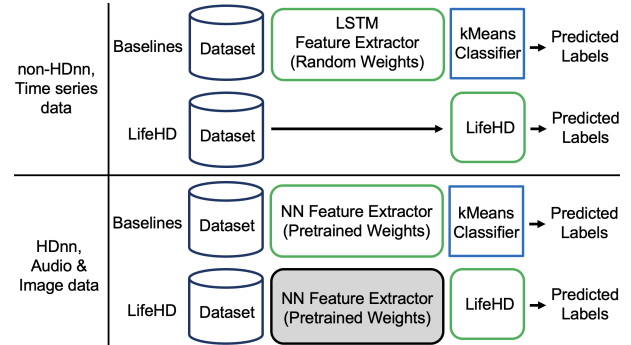 non-HDnn,
Time series
data
Baselines
Dataset
LSTM
Feature Extractor
(Random Weights)
kMeans
Classifier
Predicted
Labels
LifeHD
Dataset
LifeHD
Predicted
Labels
HDnn,
Audio &
Image data
Baselines
Dataset
NN Feature Extractor
(Pretrained Weights)
kMeans
Classifier
Predicted
Labels
LifeHD
Dataset
NN Feature Extractor
(Pretrained Weights)
LifeHD
Predicted
Labels